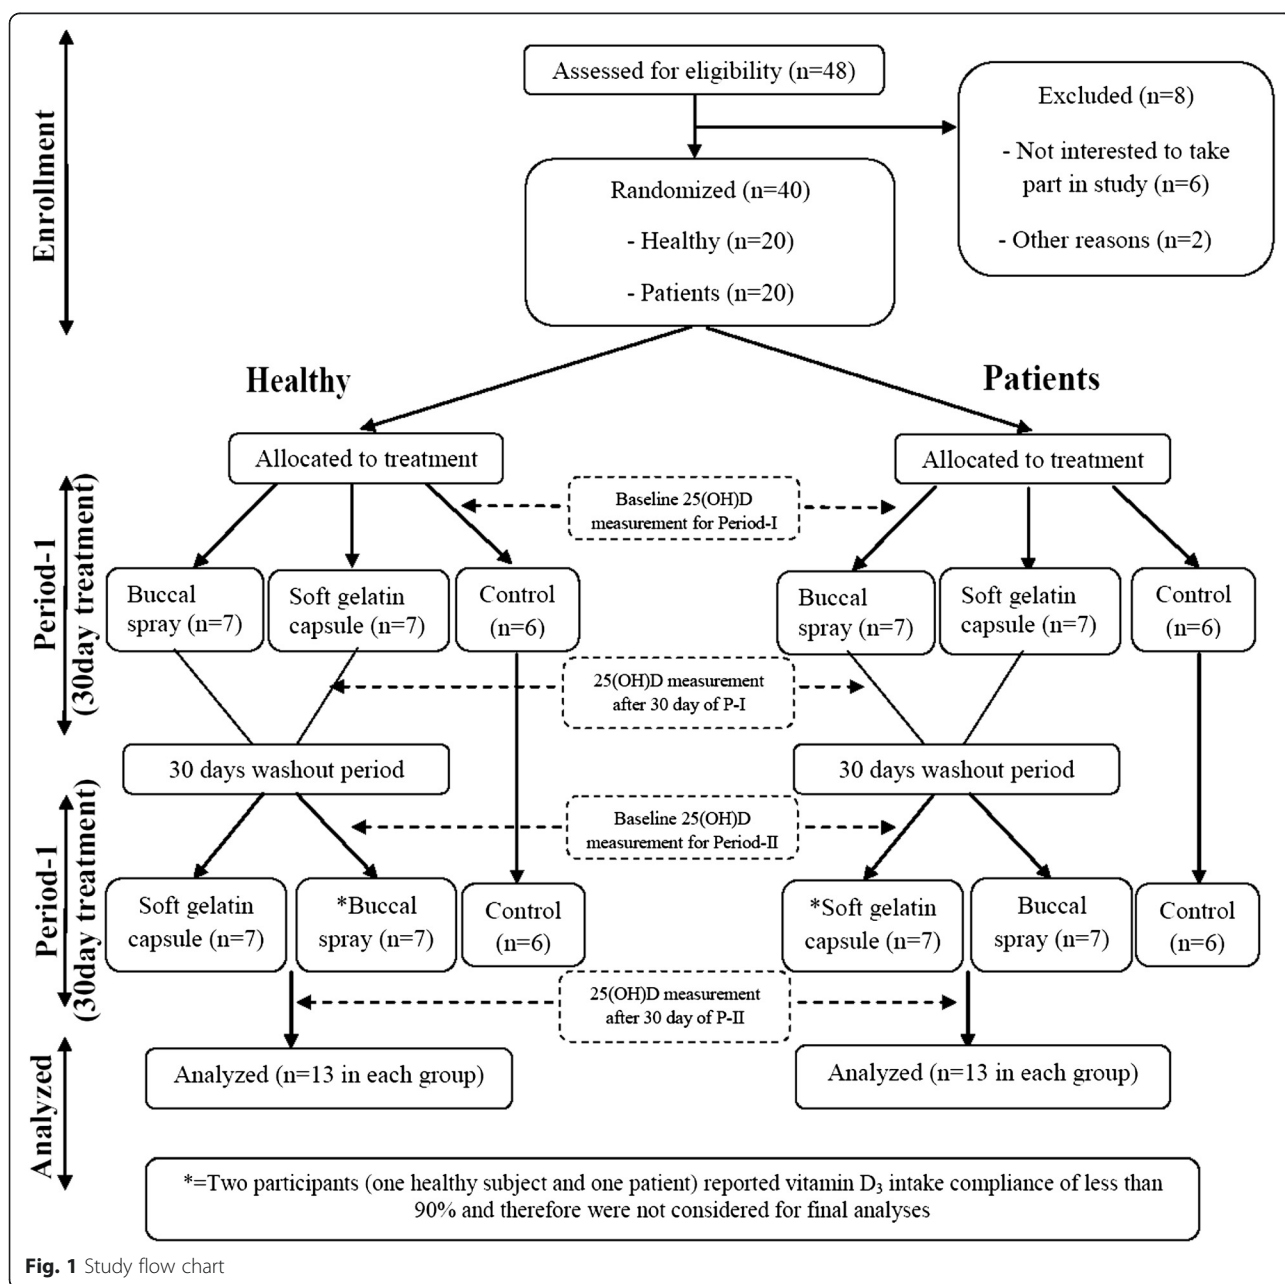 Enrollment
Assessed for eligibility (n=48)
Excluded (n=8)
- Not interested to take
part in study (n=6)
- Other reasons (n=2)
Randomized (n=40)
- Healthy (n=20)
- Patients (n=20)
Healthy
Patients
Allocated to treatment
Allocated to treatment
Period-1
(30day treatment)
Baseline 25(OH)D
measurement for Period-I
Buccal
spray (n=7)
Soft gelatin
capsule (n=7)
Control
(n=6)
Buccal
spray (n=7)
Soft gelatin
capsule (n=7)
Control
(n=6)
25(OH)D measurement
after 30 day of P-I
30 days washout period
30 days washout period
Period-1
(30day treatment)
Baseline 25(OH)D
measurement for Period-II
Soft gelatin
capsule (n=7)
*Buccal
spray (n=7)
Control
(n=6)
*Soft gelatin
capsule (n=7)
Buccal
spray (n=7)
Control
(n=6)
25(OH)D measurement
after 30 day of P-II
Analyzed
Analyzed (n=13 in each group)
Analyzed (n=13 in each group)
*=Two participants (one healthy subject and one patient) reported vitamin D₃ intake compliance of less than
90% and therefore were not considered for final analyses
Fig. 1 Study flow chart